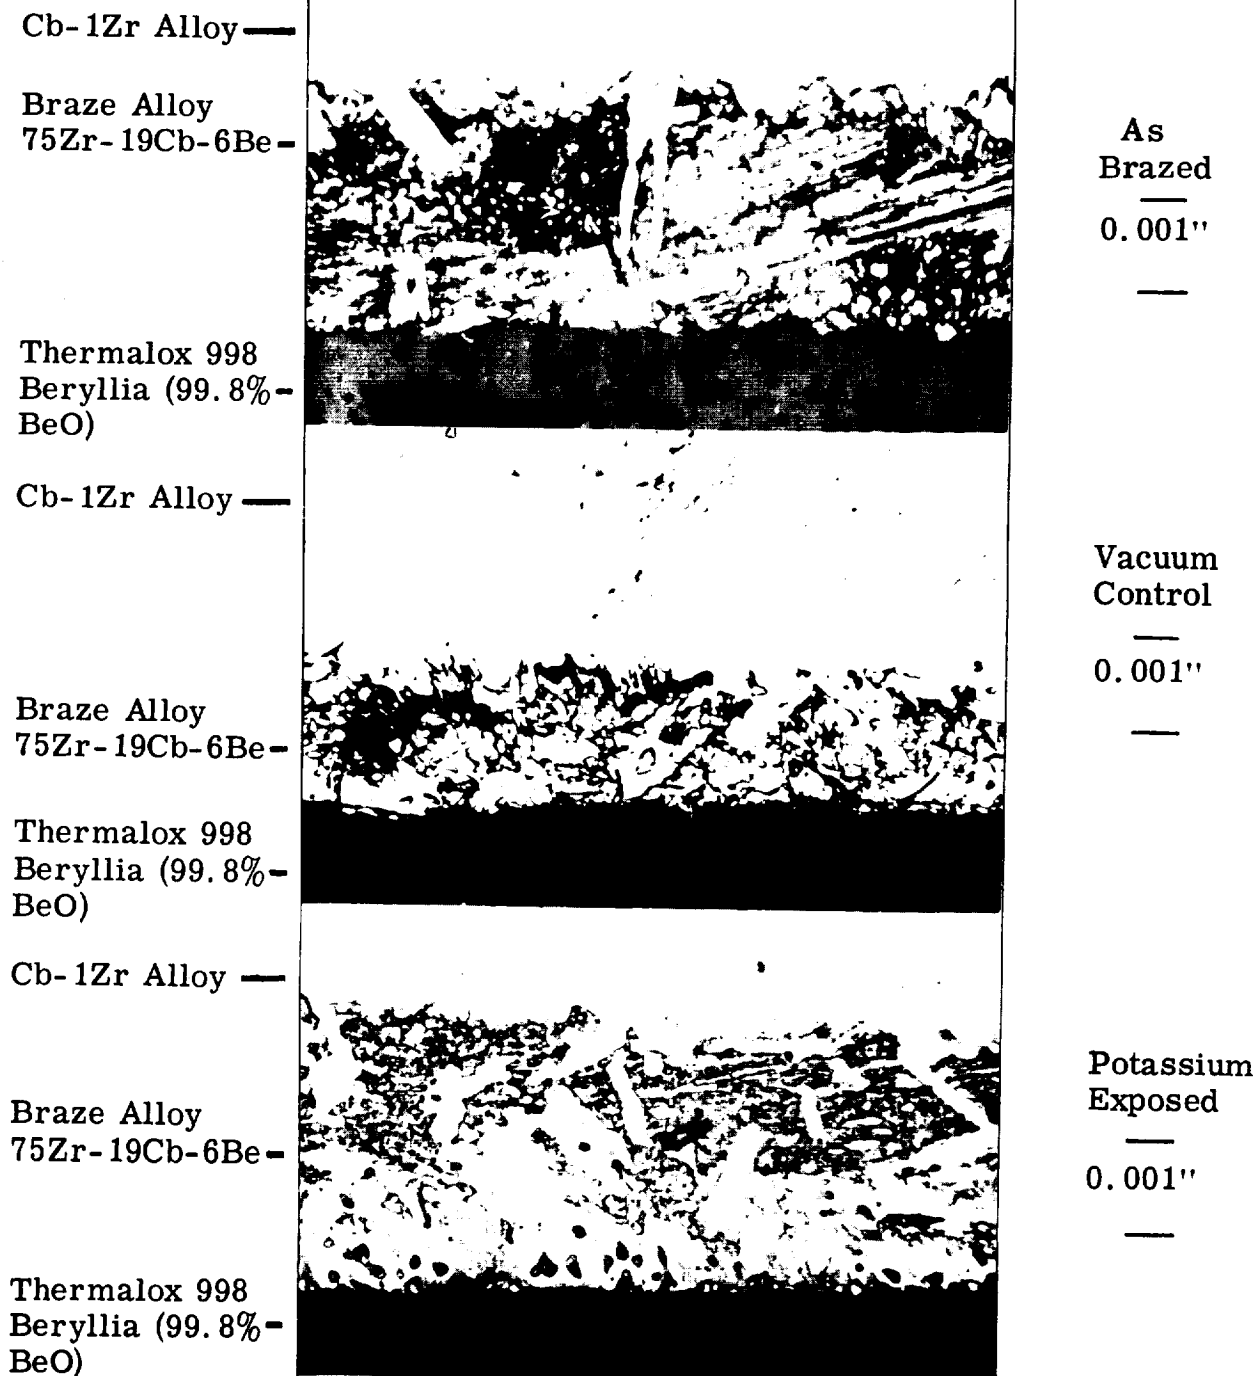 Cb-1Zr Alloy
Braze Alloy
75Zr-19Cb-6Be
Thermalox 998
Beryllia (99.8%
BeO)
As
Brazed
0.001"
Cb-1Zr Alloy
Braze Alloy
75Zr-19Cb-6Be
Thermalox 998
Beryllia (99.8%
BeO)
Vacuum
Control
0.001"
Cb-1Zr Alloy
Braze Alloy
75Zr-19Cb-6Be
Thermalox 998
Beryllia (99.8%
BeO)
Potassium
Exposed
0.001"